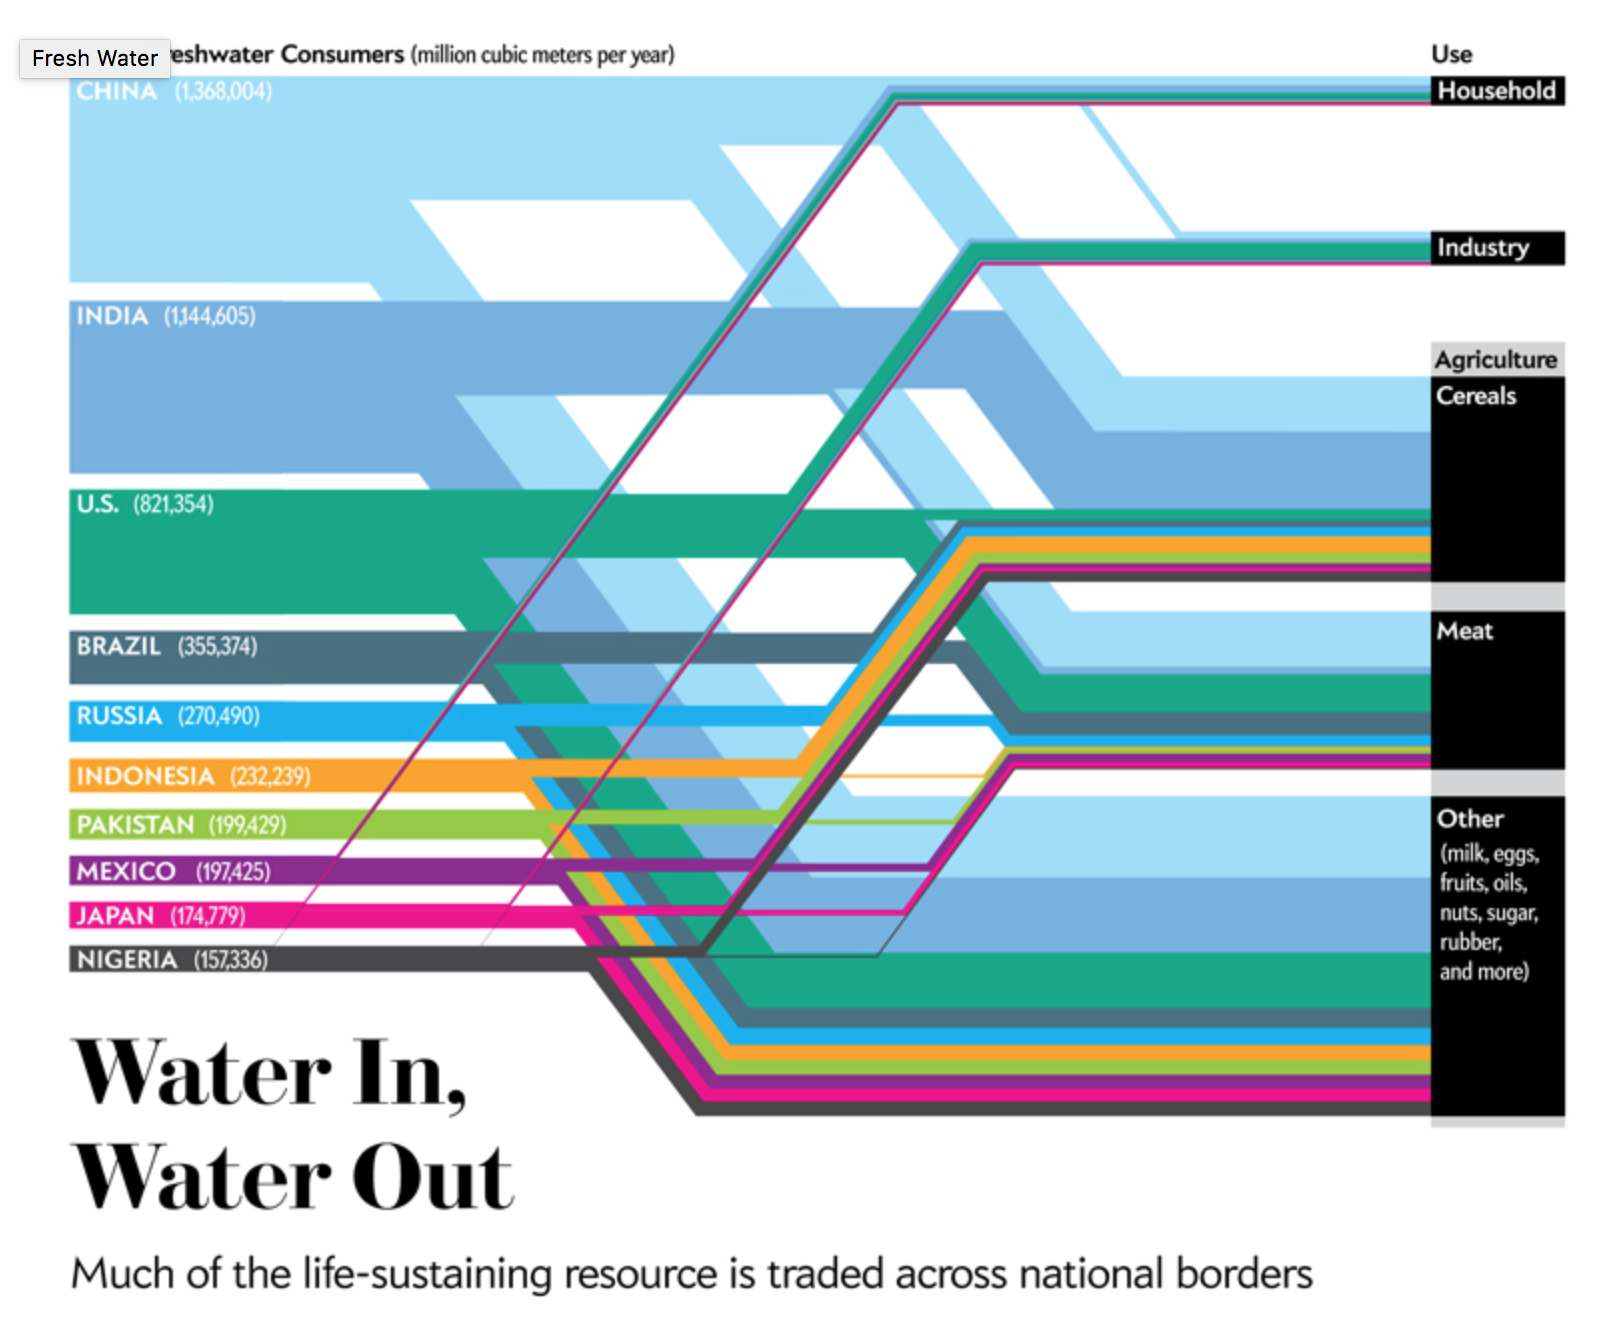 Fresh Water
eshwater Consumers (million cubic meters per year)
Use
CHINA (1,368,004)
Household
Industry
INDIA (1,144,605)
Agriculture
Cereals
U.S. (821,354)
Meat
BRAZIL (355,374)
RUSSIA (270,490)
INDONESIA (232,239)
PAKISTAN (199,429)
MEXICO (197,425)
JAPAN (174,779)
NIGERIA (157,336)
Other
(milk, eggs,
fruits, oils,
nuts, sugar,
rubber,
and more)
Water In,
Water Out
Much of the life-sustaining resource is traded across national borders